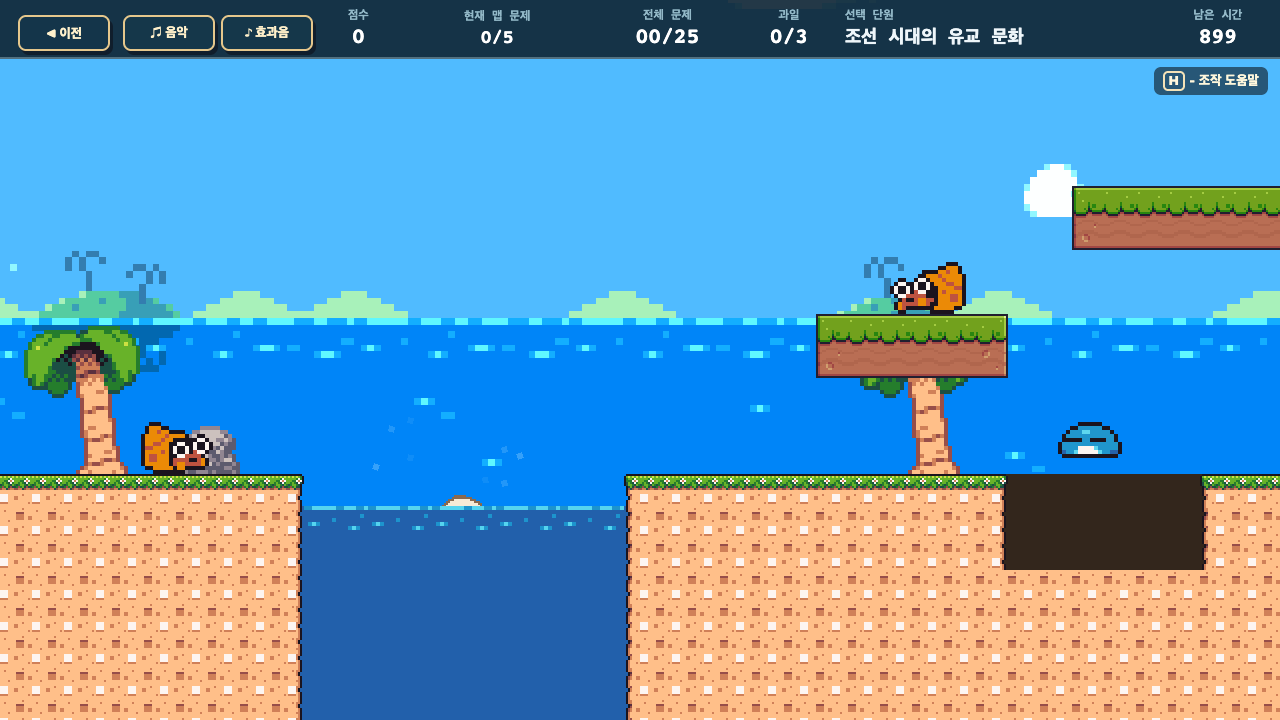 ◀이전
♫음악
♪효과음
점수
0
현재 맵 문제
0/5
전체 문제
00/25
과일
0/3
선택 단원
조선 시대의 유교 문화
남은 시간
899
H - 조작 도움말